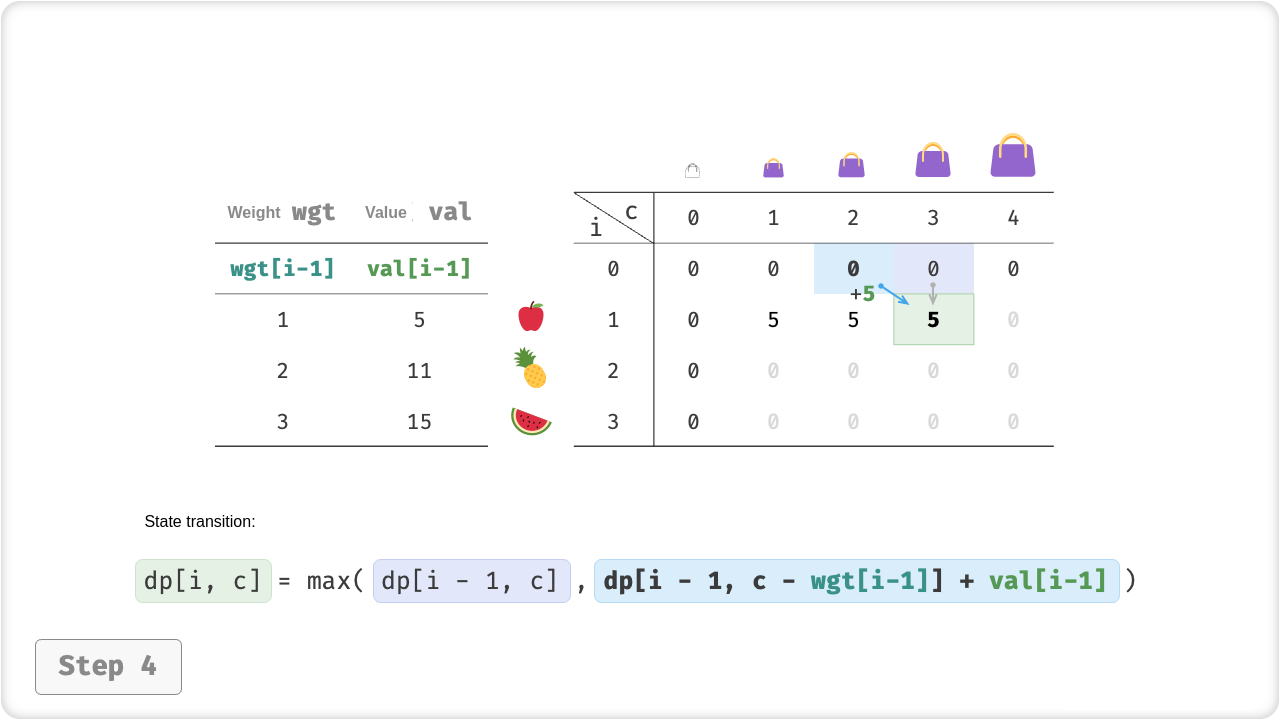 Weight wgt Value val
wgt[i-1] val[i-1]
1 5
2 11
3 15
c
i
0 1 2 3 4
0 0 0 0 0 0
+5
1 0 5 5 5 0
2 0 0 0 0 0
3 0 0 0 0 0
State transition:
dp[i, c] = max( dp[i - 1, c] , dp[i - 1, c - wgt[i-1]] + val[i-1] )
Step 4